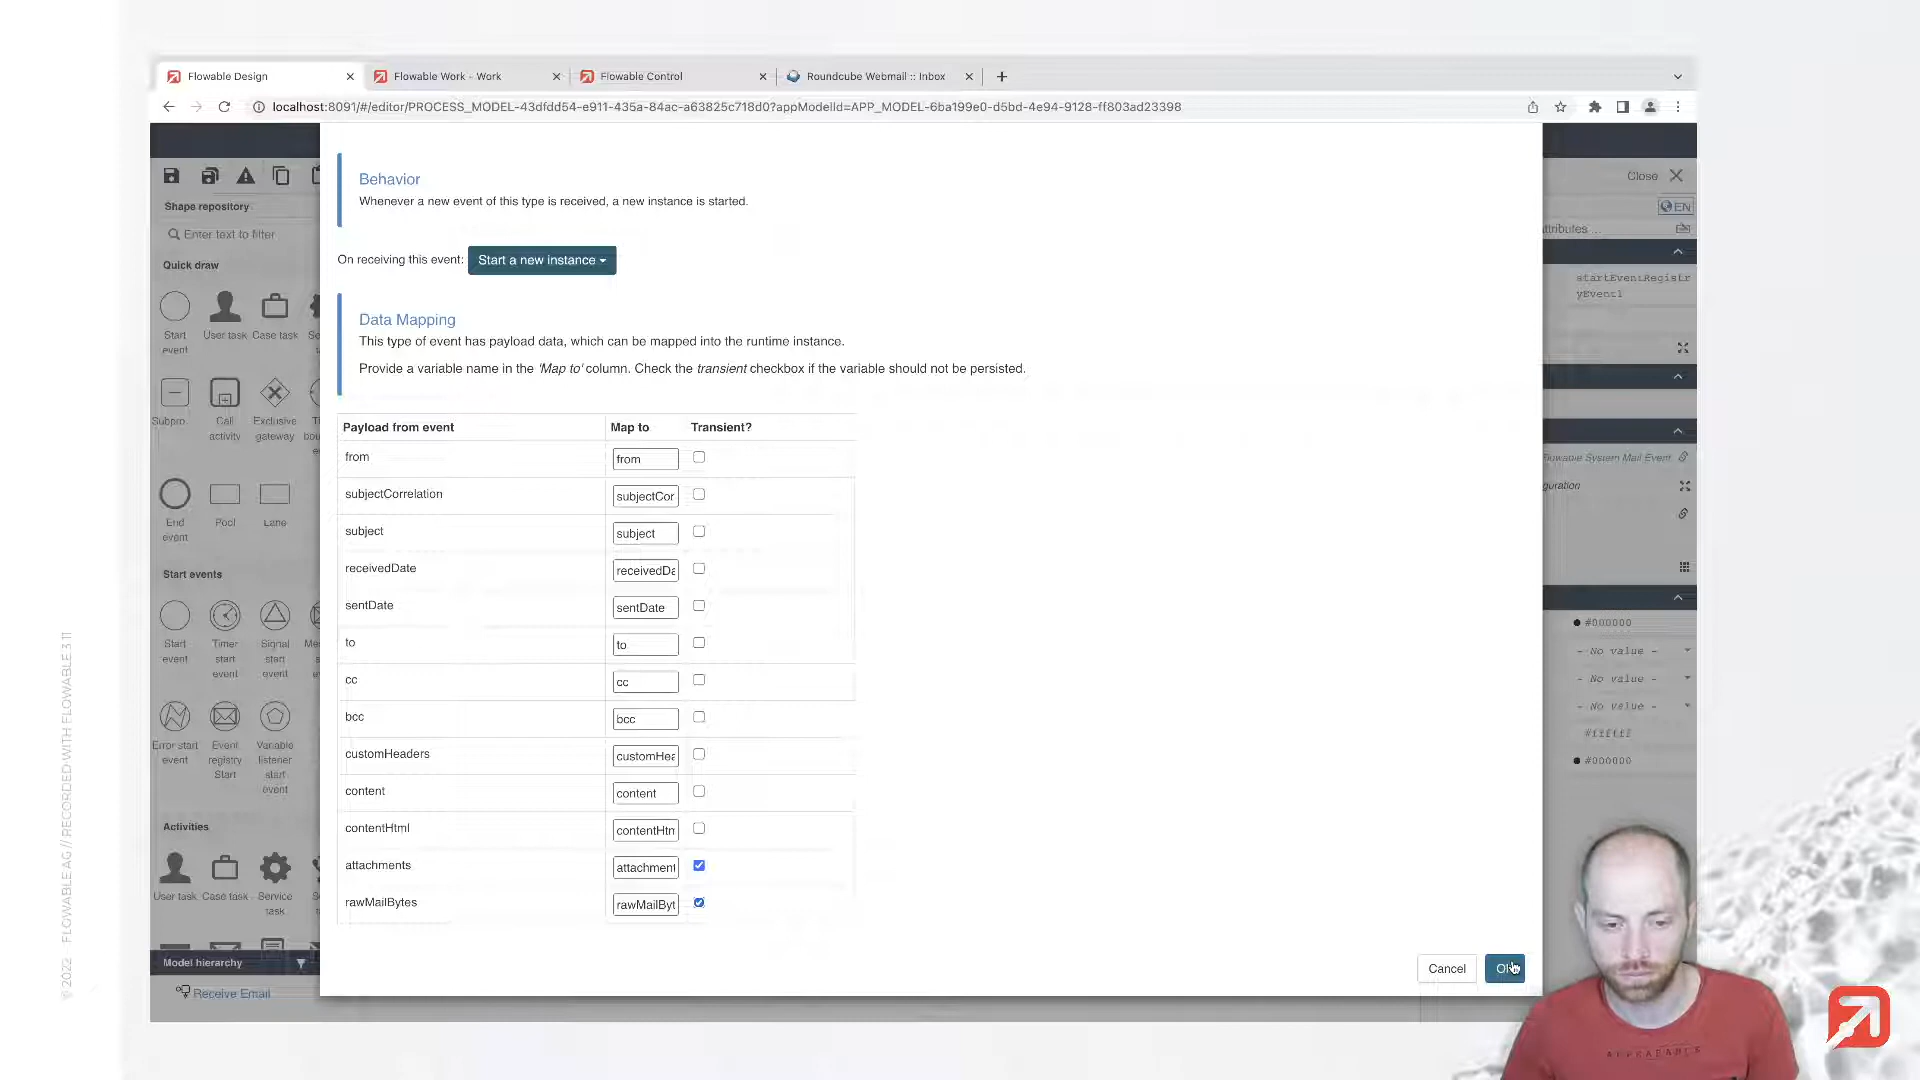 Flowable Design
Flowable Work - Work
Flowable Control
Roundcube Webmail :: Inbox
localhost:8091/#/editor/PROCESS_MODEL-43dfdd54-e911-435a-84ac-a63825c718d0?appModelId=APP_MODEL-6ba199e0-d5bd-4e94-9128-ff803ad23398
Shape repository
Enter text to filter
Quick draw
Start event
User task
Case task
Se
Subpro.
Call activity
Exclusive gateway
End event
Pool
Lane
Start events
Start event
Timer start event
Signal start event
Me
Error start event
Event registry Start
Variable listener start event
Activities
User task
Case task
Service task
Model hierarchy
Receive Email
Behavior
Whenever a new event of this type is received, a new instance is started.
On receiving this event:
Start a new instance
Data Mapping
This type of event has payload data, which can be mapped into the runtime instance.
Provide a variable name in the 'Map to' column. Check the transient checkbox if the variable should not be persisted.
Payload from event Map to Transient?
from from
subjectCorrelation subjectCor
subject subject
receivedDate receivedDa
sentDate sentDate
to to
cc cc
bcc bcc
customHeaders customHea
content content
contentHtml contentHtm
attachments attachment
rawMailBytes rawMailByt
Cancel
Close
EN
ttributes ...
startEventRegistr
yEvent1
Flowable System Mail Event
guration
#000000
- No value -
- No value -
- No value -
#ffffff
#000000
© 2022 FLOWABLE AG // RECORDED WITH FLOWABLE 3.11
APPEARANCE